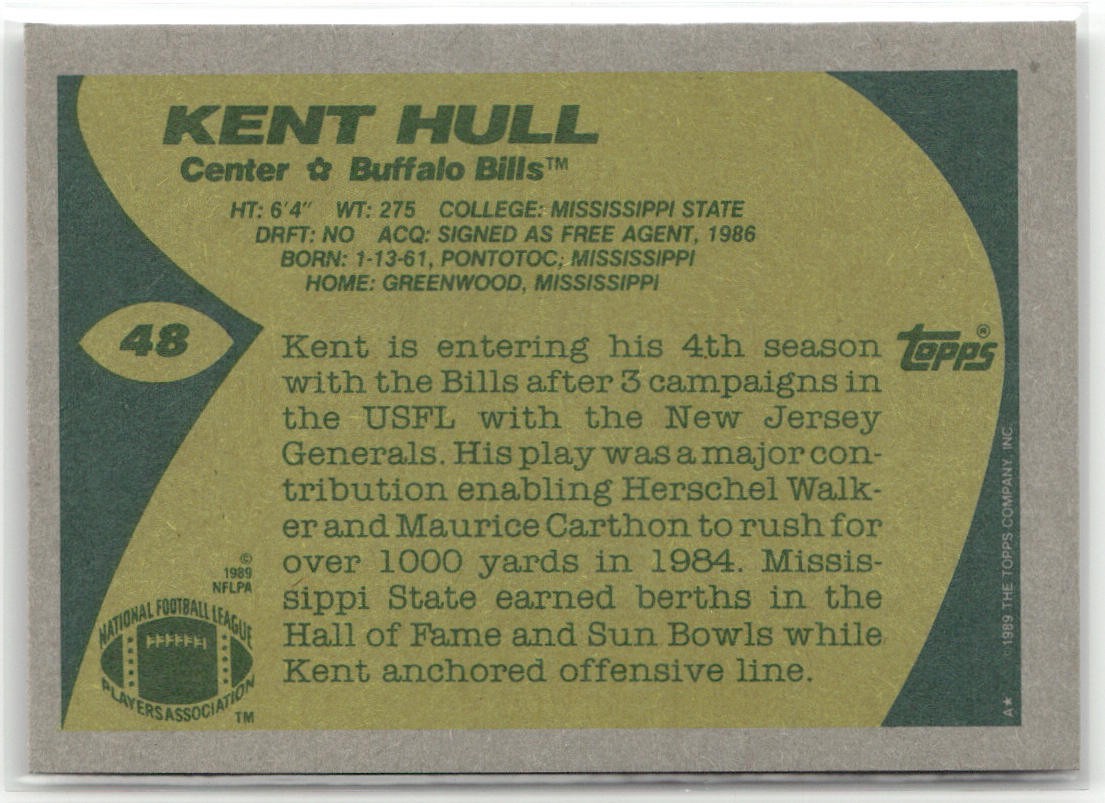 KENT HULL
Center ✿ Buffalo Bills™
HT: 6'4" WT: 275 COLLEGE: MISSISSIPPI STATE
DRFT: NO ACQ: SIGNED AS FREE AGENT, 1986
BORN: 1-13-61, PONTOTOC, MISSISSIPPI
HOME: GREENWOOD, MISSISSIPPI
48
Kent is entering his 4th season
with the Bills after 3 campaigns in
the USFL with the New Jersey
Generals. His play was a major con-
tribution enabling Herschel Walk-
er and Maurice Carthon to rush for
over 1000 yards in 1984. Missis-
sippi State earned berths in the
Hall of Fame and Sun Bowls while
Kent anchored offensive line.
topps®
©
1989
NFLPA
NATIONAL FOOTBALL LEAGUE
PLAYERS ASSOCIATION
TM
A★ 1989 THE TOPPS COMPANY, INC.